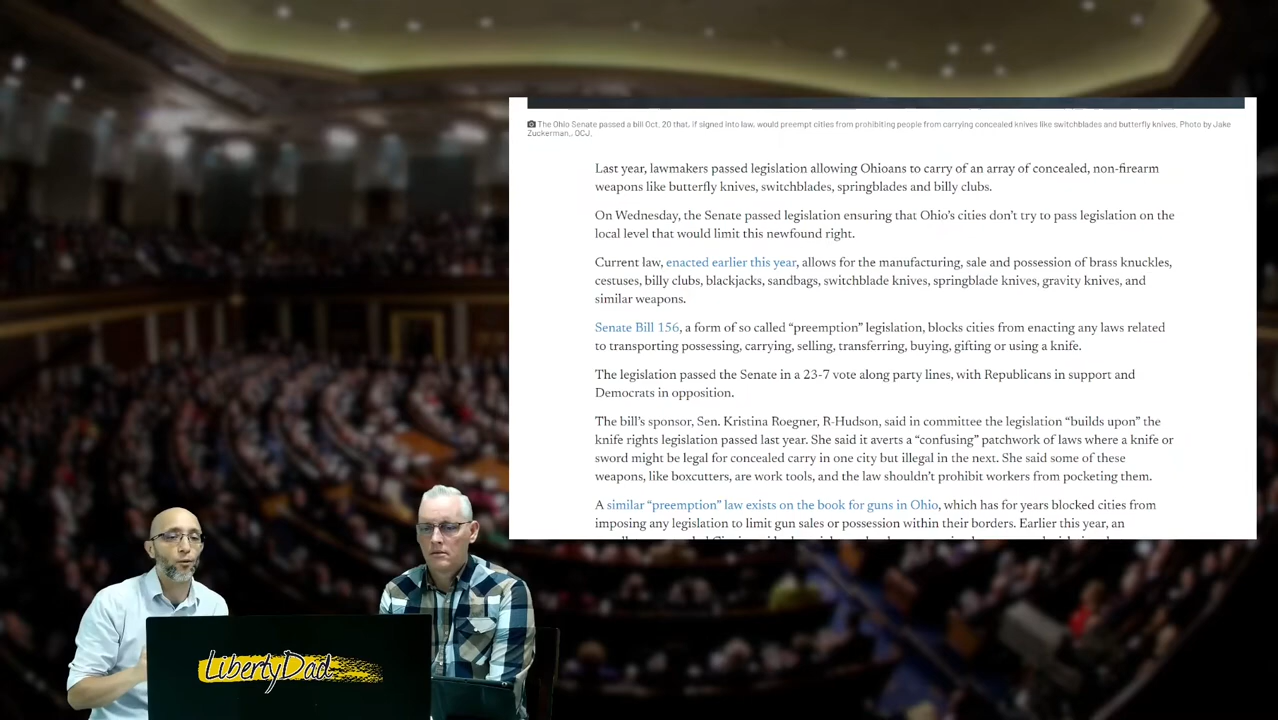 The Ohio Senate passed a bill Oct. 20 that, if signed into law, would preempt cities from prohibiting people from carrying concealed knives like switchblades and butterfly knives. Photo by Jake
Zuckerman., OCJ.
Last year, lawmakers passed legislation allowing Ohioans to carry of an array of concealed, non-firearm
weapons like butterfly knives, switchblades, springblades and billy clubs.
On Wednesday, the Senate passed legislation ensuring that Ohio's cities don't try to pass legislation on the
local level that would limit this newfound right.
Current law, enacted earlier this year, allows for the manufacturing, sale and possession of brass knuckles,
cestuses, billy clubs, blackjacks, sandbags, switchblade knives, springblade knives, gravity knives, and
similar weapons.
Senate Bill 156, a form of so called “preemption” legislation, blocks cities from enacting any laws related
to transporting possessing, carrying, selling, transferring, buying, gifting or using a knife.
The legislation passed the Senate in a 23-7 vote along party lines, with Republicans in support and
Democrats in opposition.
The bill's sponsor, Sen. Kristina Roegner, R-Hudson, said in committee the legislation “builds upon” the
knife rights legislation passed last year. She said it averts a “confusing” patchwork of laws where a knife or
sword might be legal for concealed carry in one city but illegal in the next. She said some of these
weapons, like boxcutters, are work tools, and the law shouldn't prohibit workers from pocketing them.
A similar “preemption” law exists on the book for guns in Ohio, which has for years blocked cities from
imposing any legislation to limit gun sales or possession within their borders. Earlier this year, an
LibertyDad